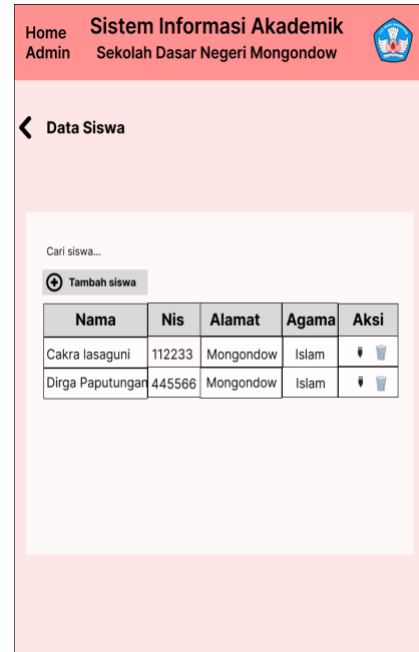 Home Admin
Sistem Informasi Akademik
Sekolah Dasar Negeri Mongondow
Data Siswa
Cari siswa...
Tambah siswa
Nama Nis Alamat Agama Aksi
Cakra lasaguni 112233 Mongondow Islam
Dirga Paputungan 445566 Mongondow Islam